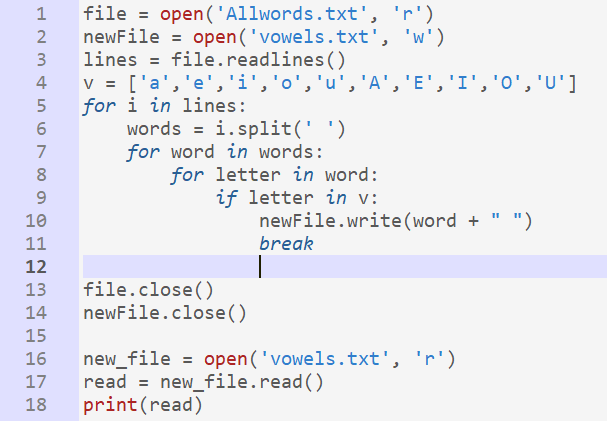 1 file = open('Allwords.txt', 'r')
2 newFile = open('vowels.txt', 'w')
3 lines = file.readlines()
4 v = ['a','e','i','o','u','A','E','I','O','U']
5 for i in lines:
6     words = i.split(' ')
7     for word in words:
8         for letter in word:
9             if letter in v:
10                 newFile.write(word + " ")
11                 break
12
13 file.close()
14 newFile.close()
15
16 new_file = open('vowels.txt', 'r')
17 read = new_file.read()
18 print(read)